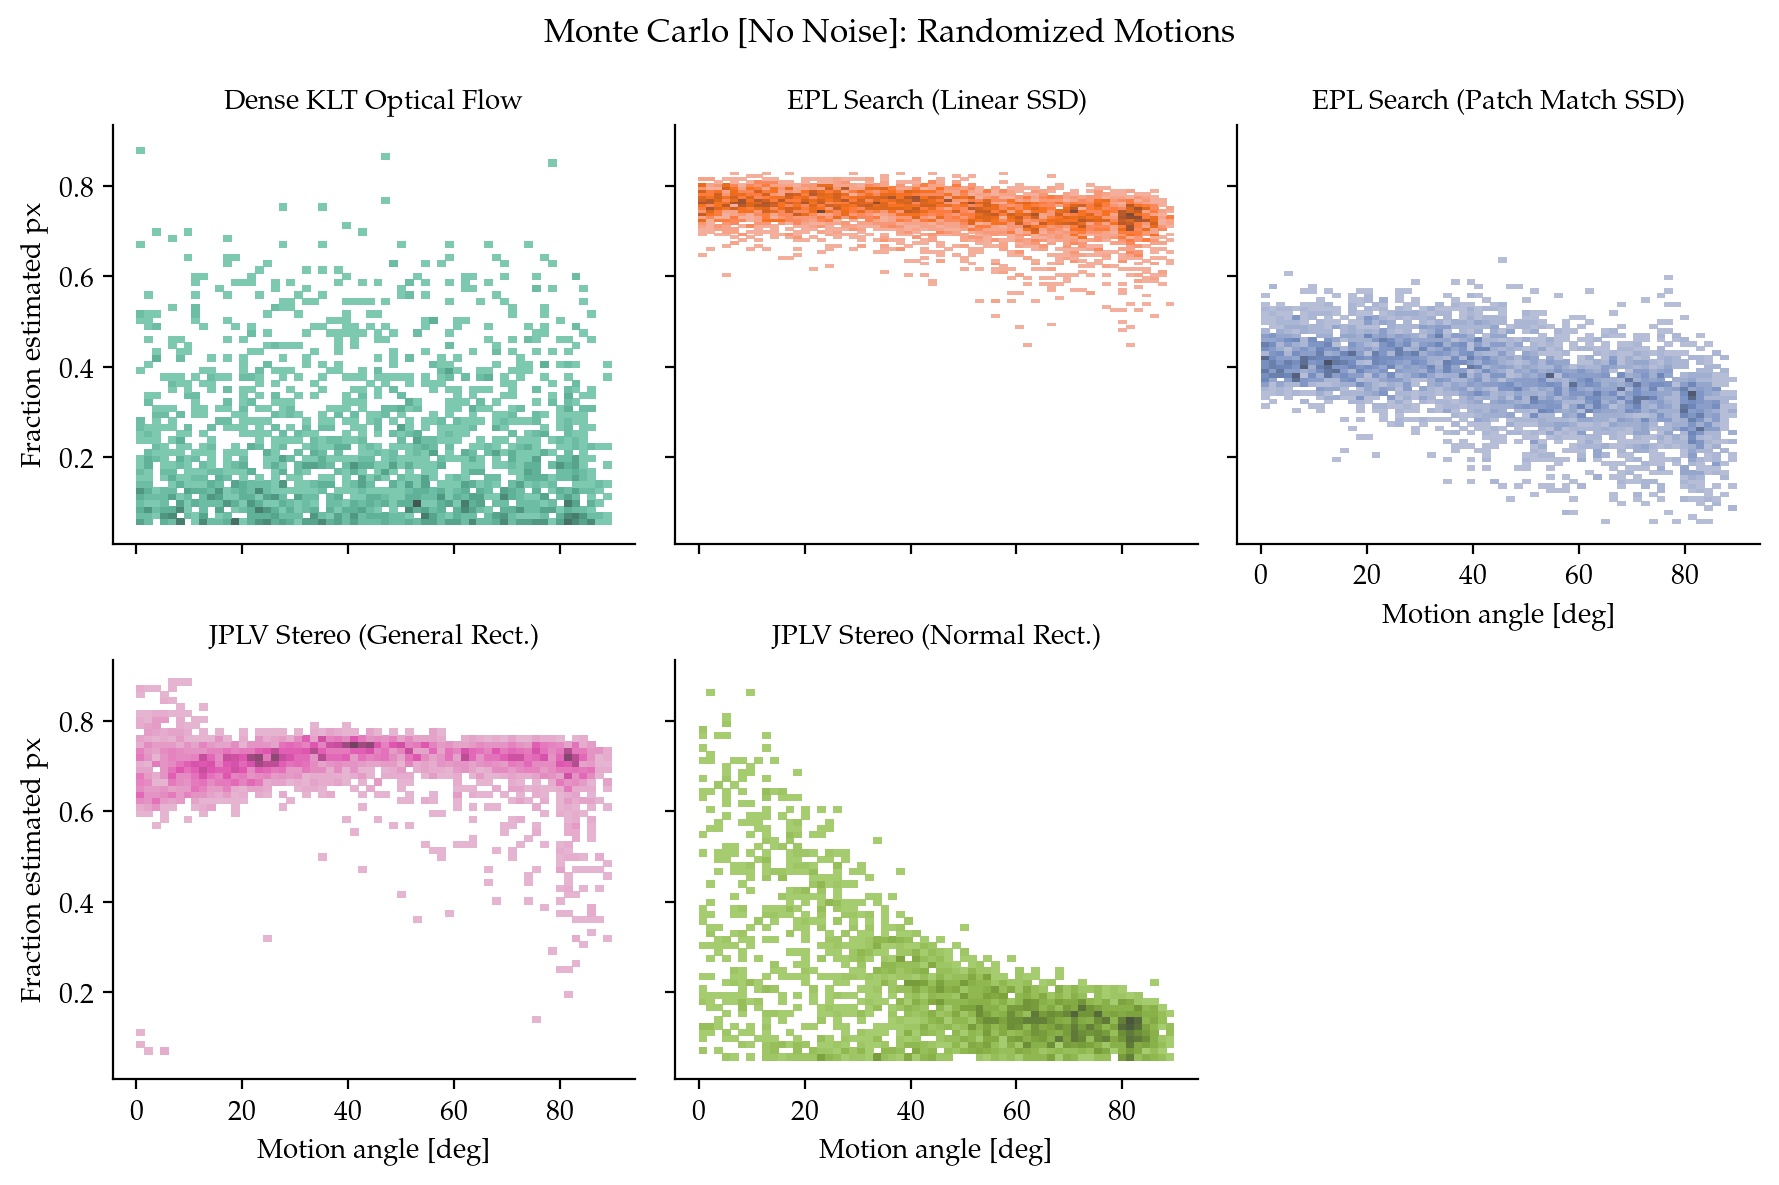 Monte Carlo [No Noise]: Randomized Motions
Dense KLT Optical Flow
EPL Search (Linear SSD)
EPL Search (Patch Match SSD)
Fraction estimated px
0.8
0.6
0.4
0.2
0 20 40 60 80
Motion angle [deg]
JPLV Stereo (General Rect.)
JPLV Stereo (Normal Rect.)
Fraction estimated px
0.8
0.6
0.4
0.2
0 20 40 60 80
0 20 40 60 80
Motion angle [deg]
Motion angle [deg]